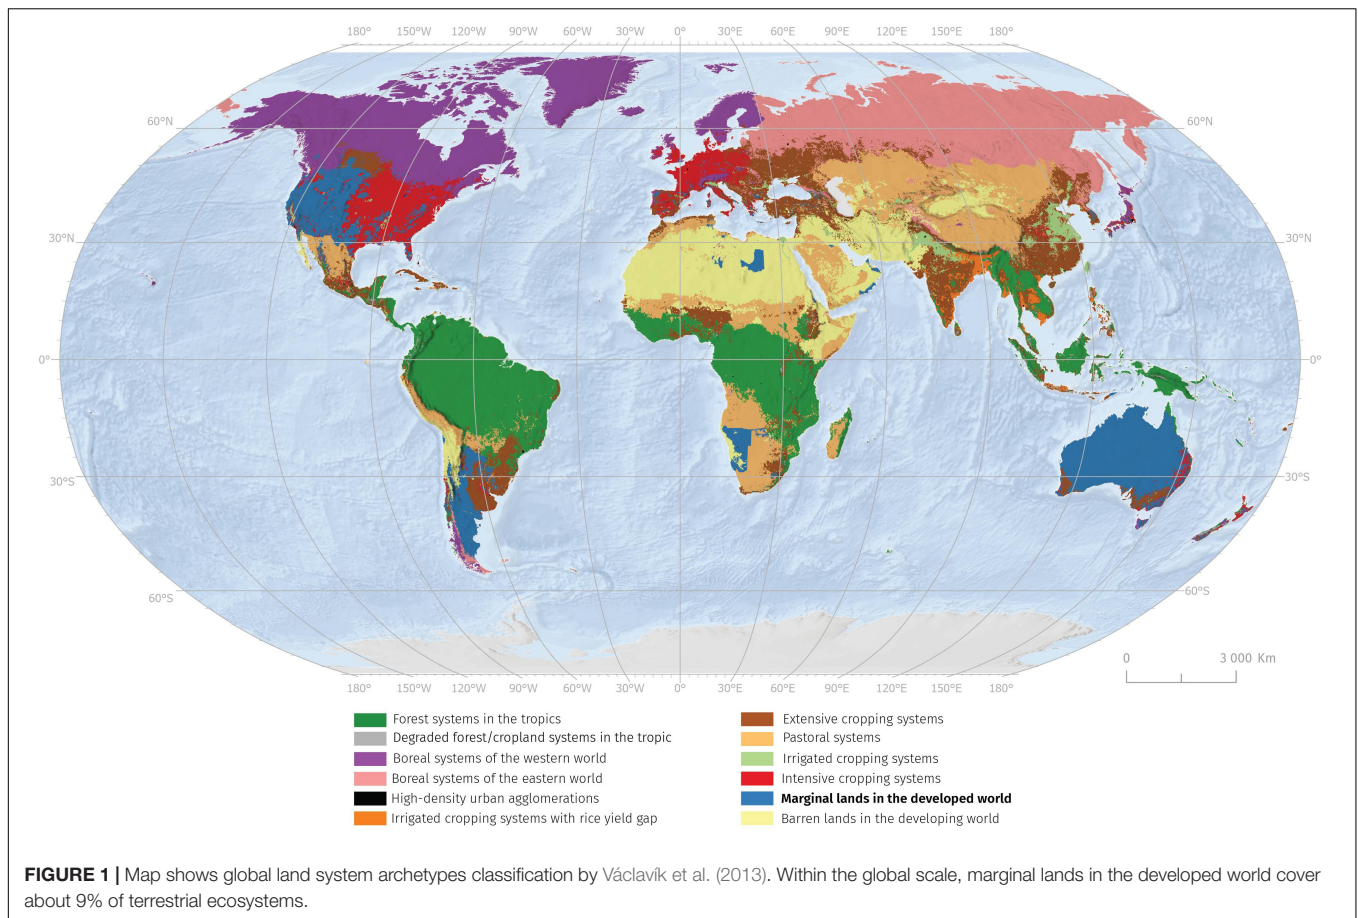 180° 150°W 120°W 90°W 60°W 30°W 0° 30°E 60°E 90°E 120°E 150°E 180°
60°N 60°N
30°N 30°N
0° 0°
30°S 30°S
60°S 60°S
0 3 000 Km
180° 150°W 120°W 90°W 60°W 30°W 0° 30°E 60°E 90°E 120°E 150°E 180°
Forest systems in the tropics
Degraded forest/cropland systems in the tropic
Boreal systems of the western world
Boreal systems of the eastern world
High-density urban agglomerations
Irrigated cropping systems with rice yield gap
Extensive cropping systems
Pastoral systems
Irrigated cropping systems
Intensive cropping systems
Marginal lands in the developed world
Barren lands in the developing world
FIGURE 1 | Map shows global land system archetypes classification by Václavík et al. (2013). Within the global scale, marginal lands in the developed world cover
about 9% of terrestrial ecosystems.